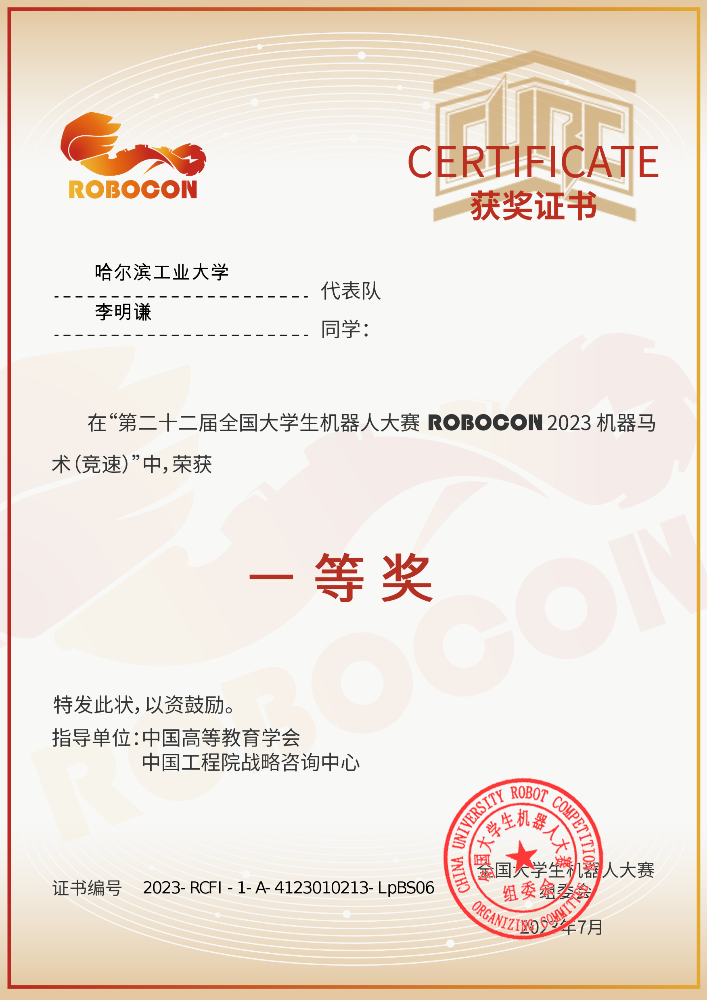 ROBOCON
CURC
CERTIFICATE
获奖证书
哈尔滨工业大学
代表队
李明谦
同学：
在“第二十二届全国大学生机器人大赛 ROBOCON 2023 机器马
术（竞速）”中，荣获
一等奖
特发此状，以资鼓励。
指导单位：中国高等教育学会
中国工程院战略咨询中心
证书编号 2023-RCFI-1-A-4123010213-LpBS06
全国大学生机器人大赛
组委会
2023年7月
CHINA UNIVERSITY ROBOT COMPETITION
全国大学生机器人大赛
组委会
ORGANIZING COMMITTEE
ROBOCON